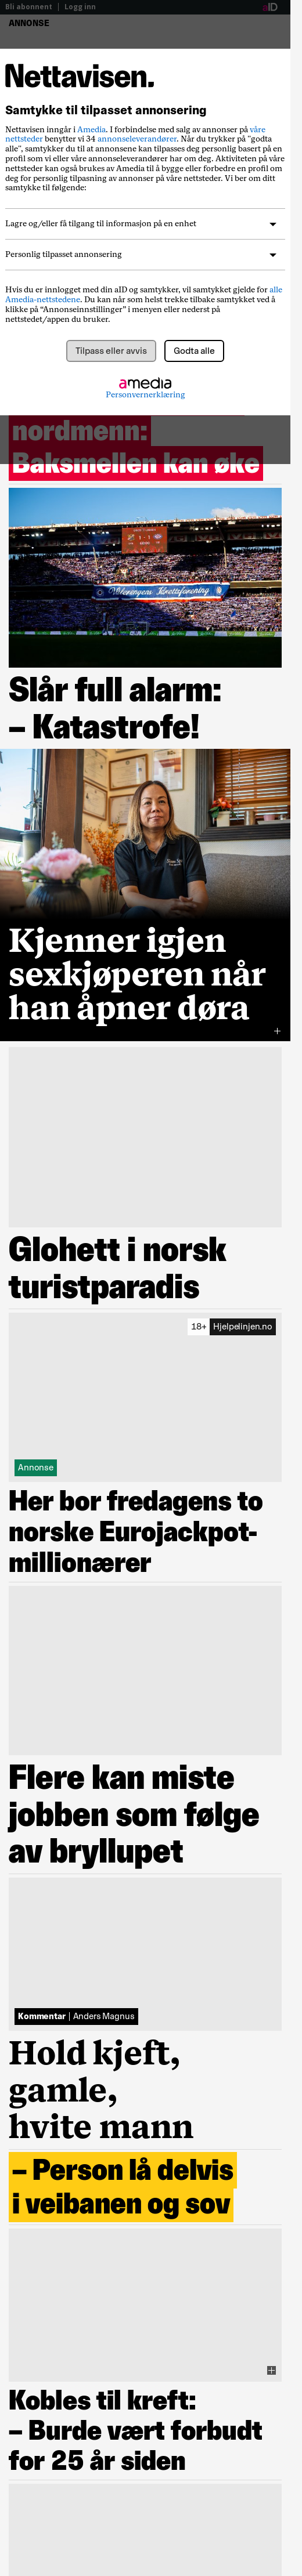 Bli abonnent | Logg inn
aID
ANNONSE
Nettavisen.
Samtykke til tilpasset annonsering
Nettavisen inngår i Amedia. I forbindelse med salg av annonser på våre
nettsteder benytter vi 34 annonseleverandører. Når du trykker på "godta
alle", samtykker du til at annonsene kan tilpasses deg personlig basert på en
profil som vi eller våre annonseleverandører har om deg. Aktiviteten på våre
nettsteder kan også brukes av Amedia til å bygge eller forbedre en profil om
deg for personlig tilpasning av annonser på våre nettsteder. Vi ber om ditt
samtykke til følgende:
Lagre og/eller få tilgang til informasjon på en enhet
Personlig tilpasset annonsering
Hvis du er innlogget med din aID og samtykker, vil samtykket gjelde for alle
Amedia-nettstedene. Du kan når som helst trekke tilbake samtykket ved å
klikke på “Annonseinnstillinger” i menyen eller nederst på
nettstedet/appen du bruker.
Tilpass eller avvis
Godta alle
amedia
Personvernerklæring
nordmenn:
Baksmellen kan øke
Vålerengens Idrettsforening
Slår full alarm:
– Katastrofe!
Kjenner igjen
sexkjøperen når
han åpner døra
Glohett i norsk
turistparadis
18+ Hjelpelinjen.no
Annonse
Her bor fredagens to
norske Eurojackpot-
millionærer
Flere kan miste
jobben som følge
av bryllupet
Kommentar | Anders Magnus
Hold kjeft,
gamle,
hvite mann
– Person lå delvis
i veibanen og sov
Kobles til kreft:
– Burde vært forbudt
for 25 år siden